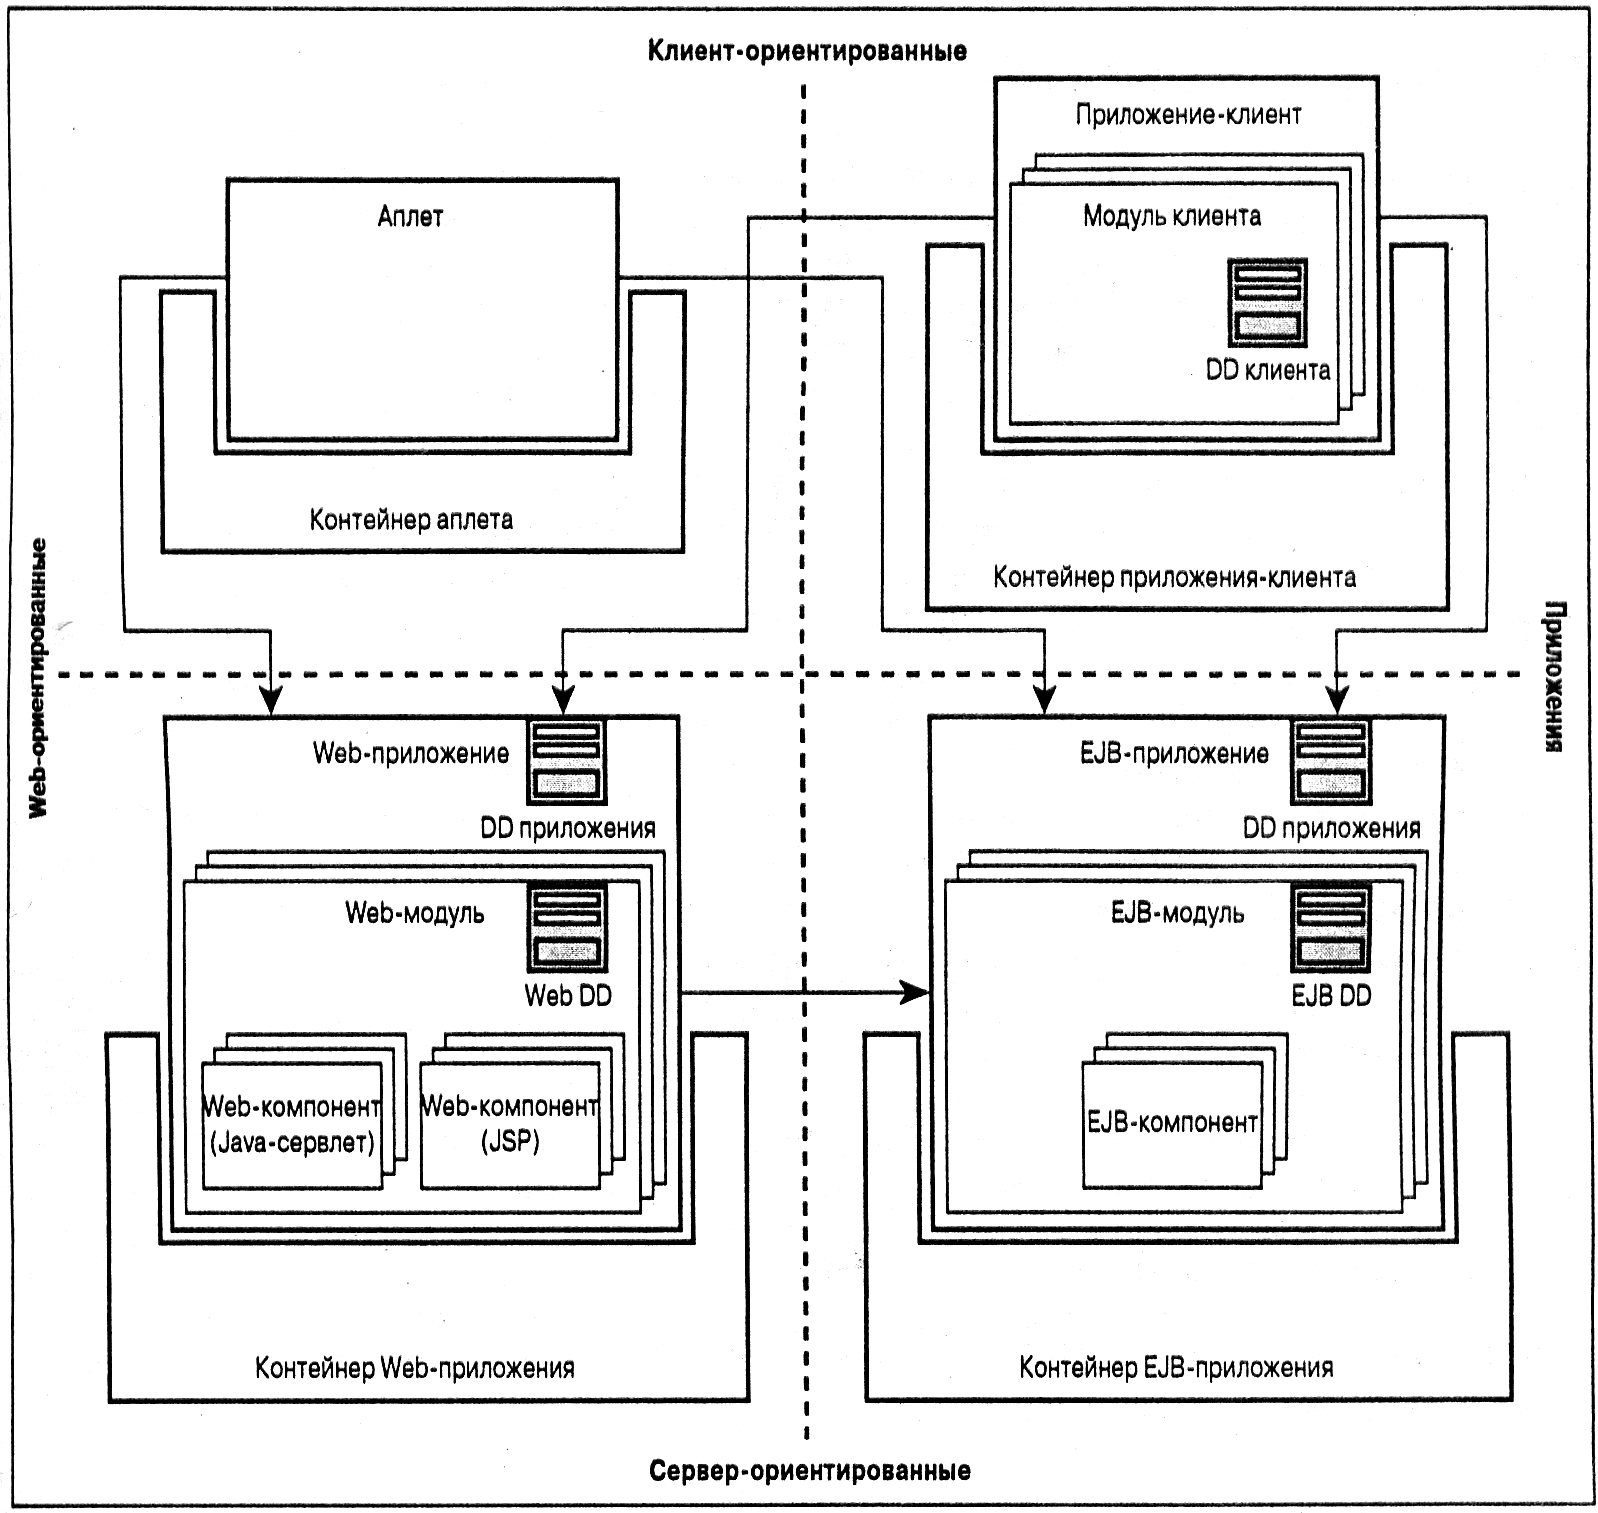 Клиент-ориентированные
Приложение-клиент
Аплет
Модуль клиента
DD клиента
Контейнер аплета
Контейнер приложения-клиента
Web-ориентированные
Приложения
Web-приложение
DD приложения
EJB-приложение
DD приложения
Web-модуль
Web DD
EJB-модуль
EJB DD
Web-компонент
(Java-сервлет)
Web-компонент
(JSP)
EJB-компонент
Контейнер Web-приложения
Контейнер EJB-приложения
Сервер-ориентированные